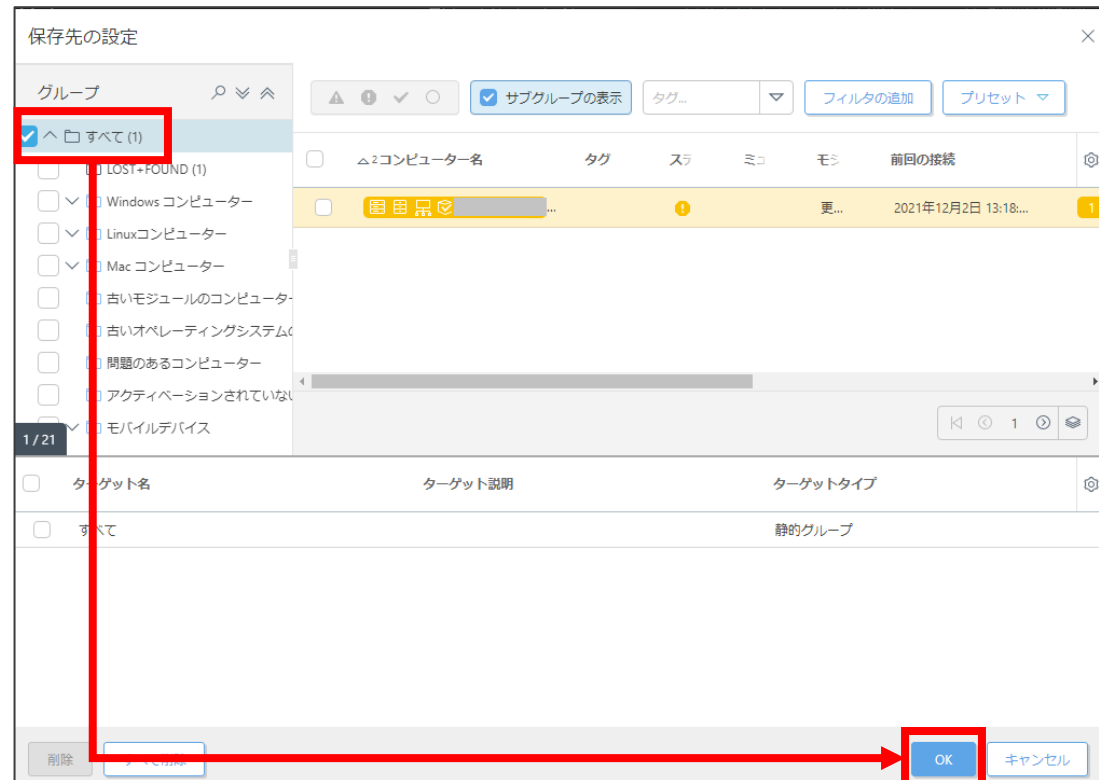 保存先の設定
グループ
サブグループの表示
タグ...
フィルタの追加
プリセット
すべて (1)
LOST+FOUND (1)
Windows コンピューター
Linuxコンピューター
Mac コンピューター
古いモジュールのコンピューター
古いオペレーティングシステムの
問題のあるコンピューター
アクティベーションされていない
モバイルデバイス
2コンピューター名 タグ ステ ミュ モジ 前回の接続
... 更... 2021年12月2日 13:18:... 1
1
1 / 21
ターゲット名 ターゲット説明 ターゲットタイプ
すべて 静的グループ
削除 すべて削除 OK キャンセル